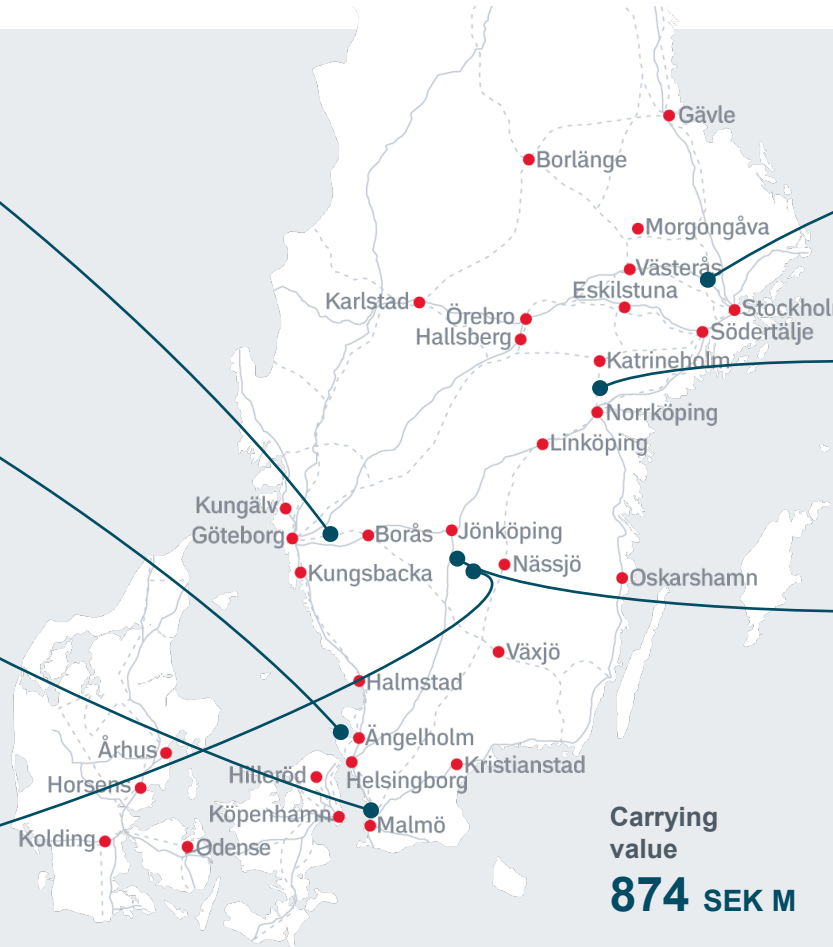 Gävle
Borlänge
Morgongåva
Västerås
Eskilstuna
Karlstad
Stockhol
Örebro
Södertälje
Hallsberg
Katrineholm
Norrköping
Linköping
Kungälv
Göteborg
Borås
Jönköping
Nässjö
Kungsbacka
Oskarshamn
Växjö
Halmstad
Ängelholm
Århus
Kristianstad
Hilleröd
Helsingborg
Horsens
Köpenhamn
Malmö
Kolding
Odense
Carrying
value
874 SEK M